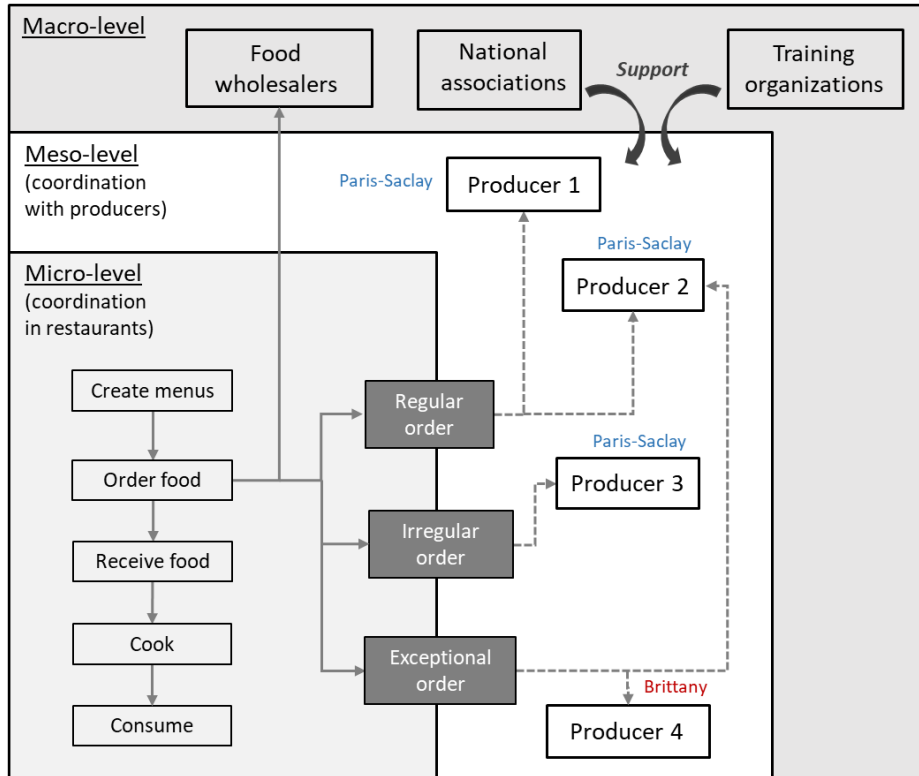 Macro-level
Food
wholesalers
National
associations
Support
Training
organizations
Meso-level
(coordination
with producers)
Paris-Saclay
Producer 1
Paris-Saclay
Producer 2
Micro-level
(coordination
in restaurants)
Create menus
Order food
Receive food
Cook
Consume
Regular
order
Irregular
order
Exceptional
order
Paris-Saclay
Producer 3
Brittany
Producer 4